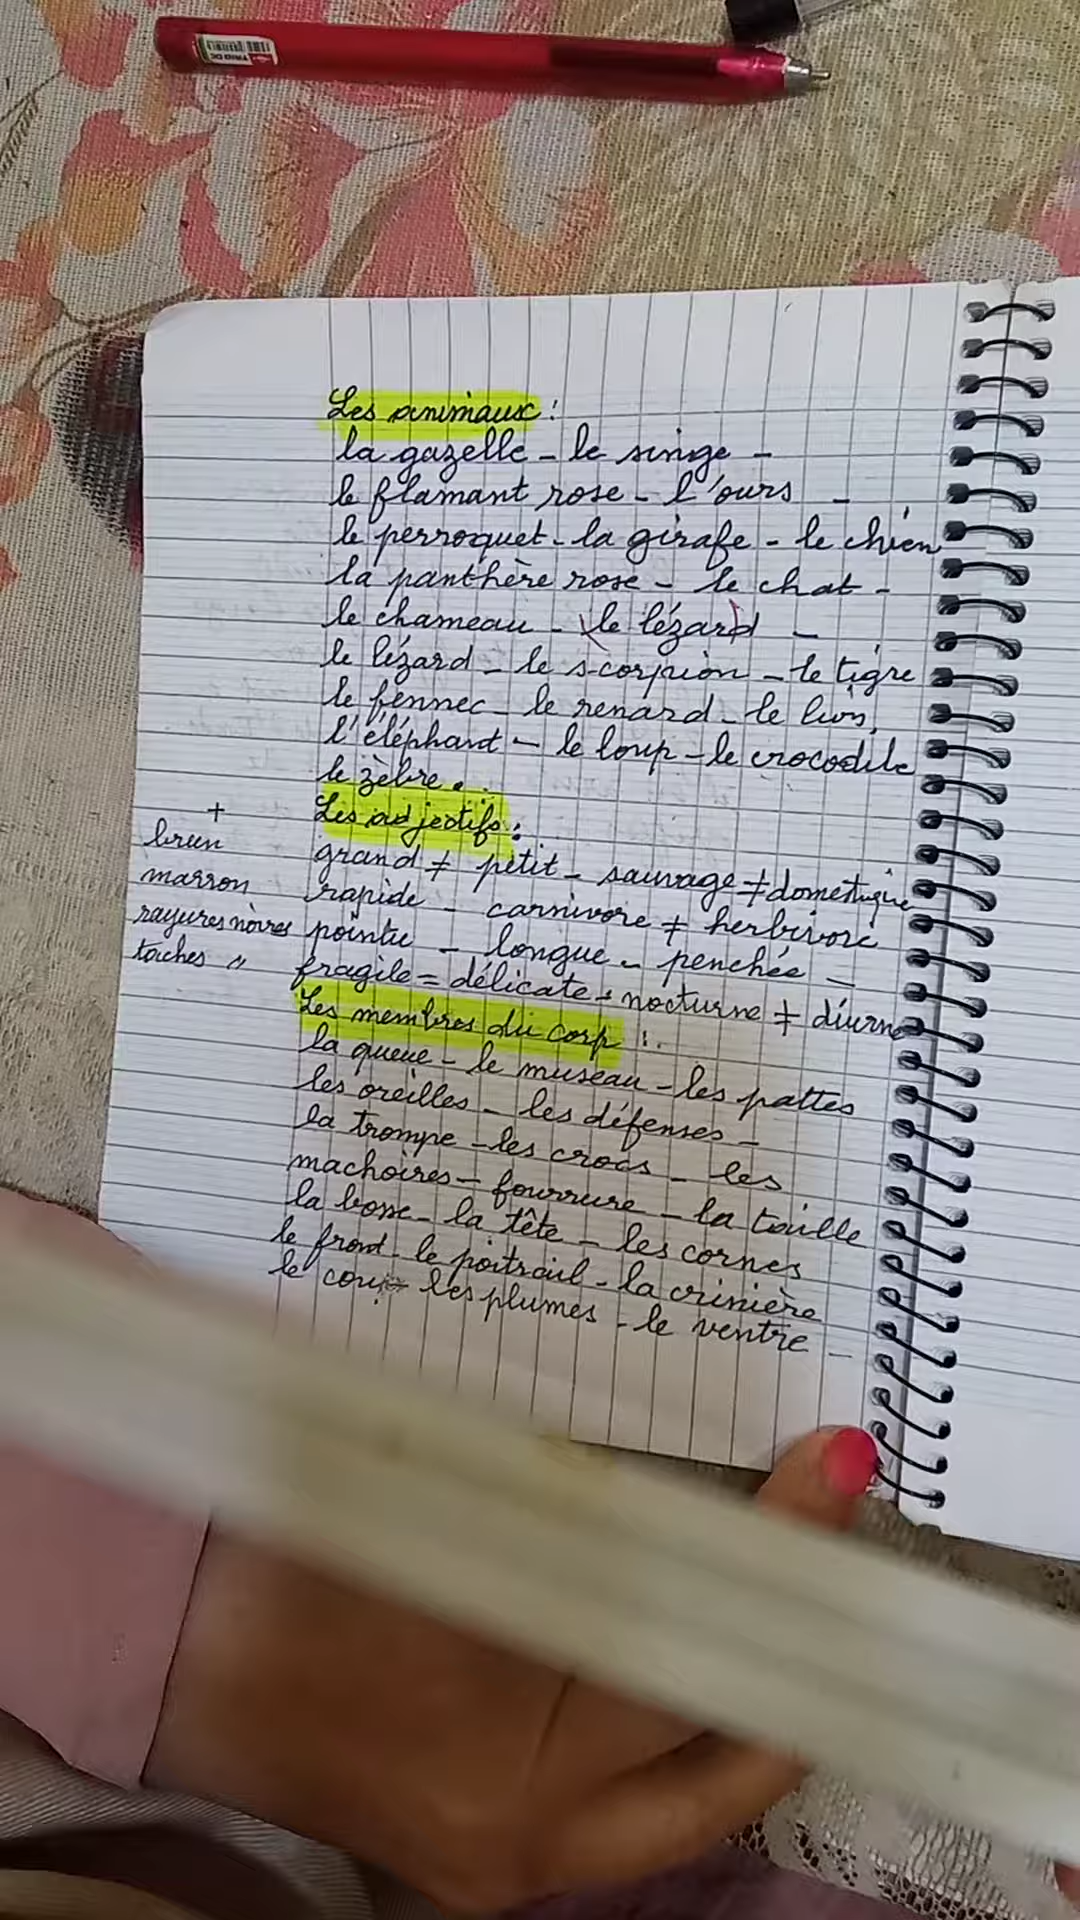 Les animaux :
la gazelle - le singe -
le flamant rose - l'ours -
le perroquet - la girafe - le chien
la panthère rose - le chat -
le chameau - (le lézard) -
le lézard - le scorpion - le tigre
le fennec - le renard - le lion,
l'éléphant - le loup - le crocodile
le zèbre.
Les adjectifs :
grand ≠ petit - sauvage ≠ domestique
rapide - carnivore ≠ herbivore
pointu - longue - penchée -
fragile = délicate - nocturne ≠ diurne
+
brun
marron
rayures noires
taches "
Les membres du corp :
la queue - le museau - les pattes
les oreilles - les défenses -
la trompe - les crocs - les
machoires - fourrure - la taille
la bosse - la tête - les cornes
le front - le poitrail - la crinière
le cou - les plumes - le ventre -